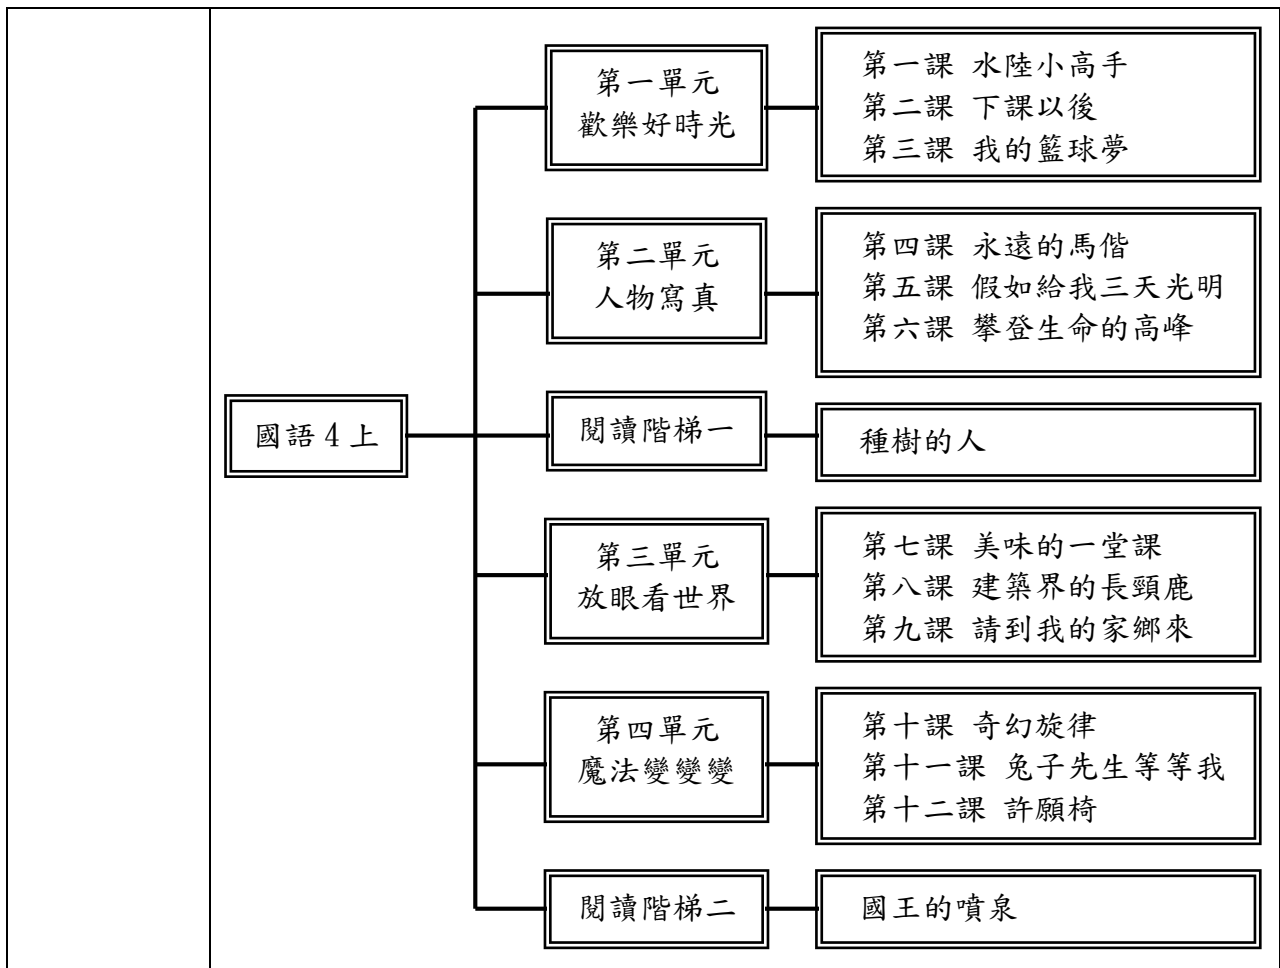 國語 4 上
第一單元
歡樂好時光
第一課 水陸小高手
第二課 下課以後
第三課 我的籃球夢
第二單元
人物寫真
第四課 永遠的馬偕
第五課 假如給我三天光明
第六課 攀登生命的高峰
閱讀階梯一
種樹的人
第三單元
放眼看世界
第七課 美味的一堂課
第八課 建築界的長頸鹿
第九課 請到我的家鄉來
第四單元
魔法變變變
第十課 奇幻旋律
第十一課 兔子先生等等我
第十二課 許願椅
閱讀階梯二
國王的噴泉